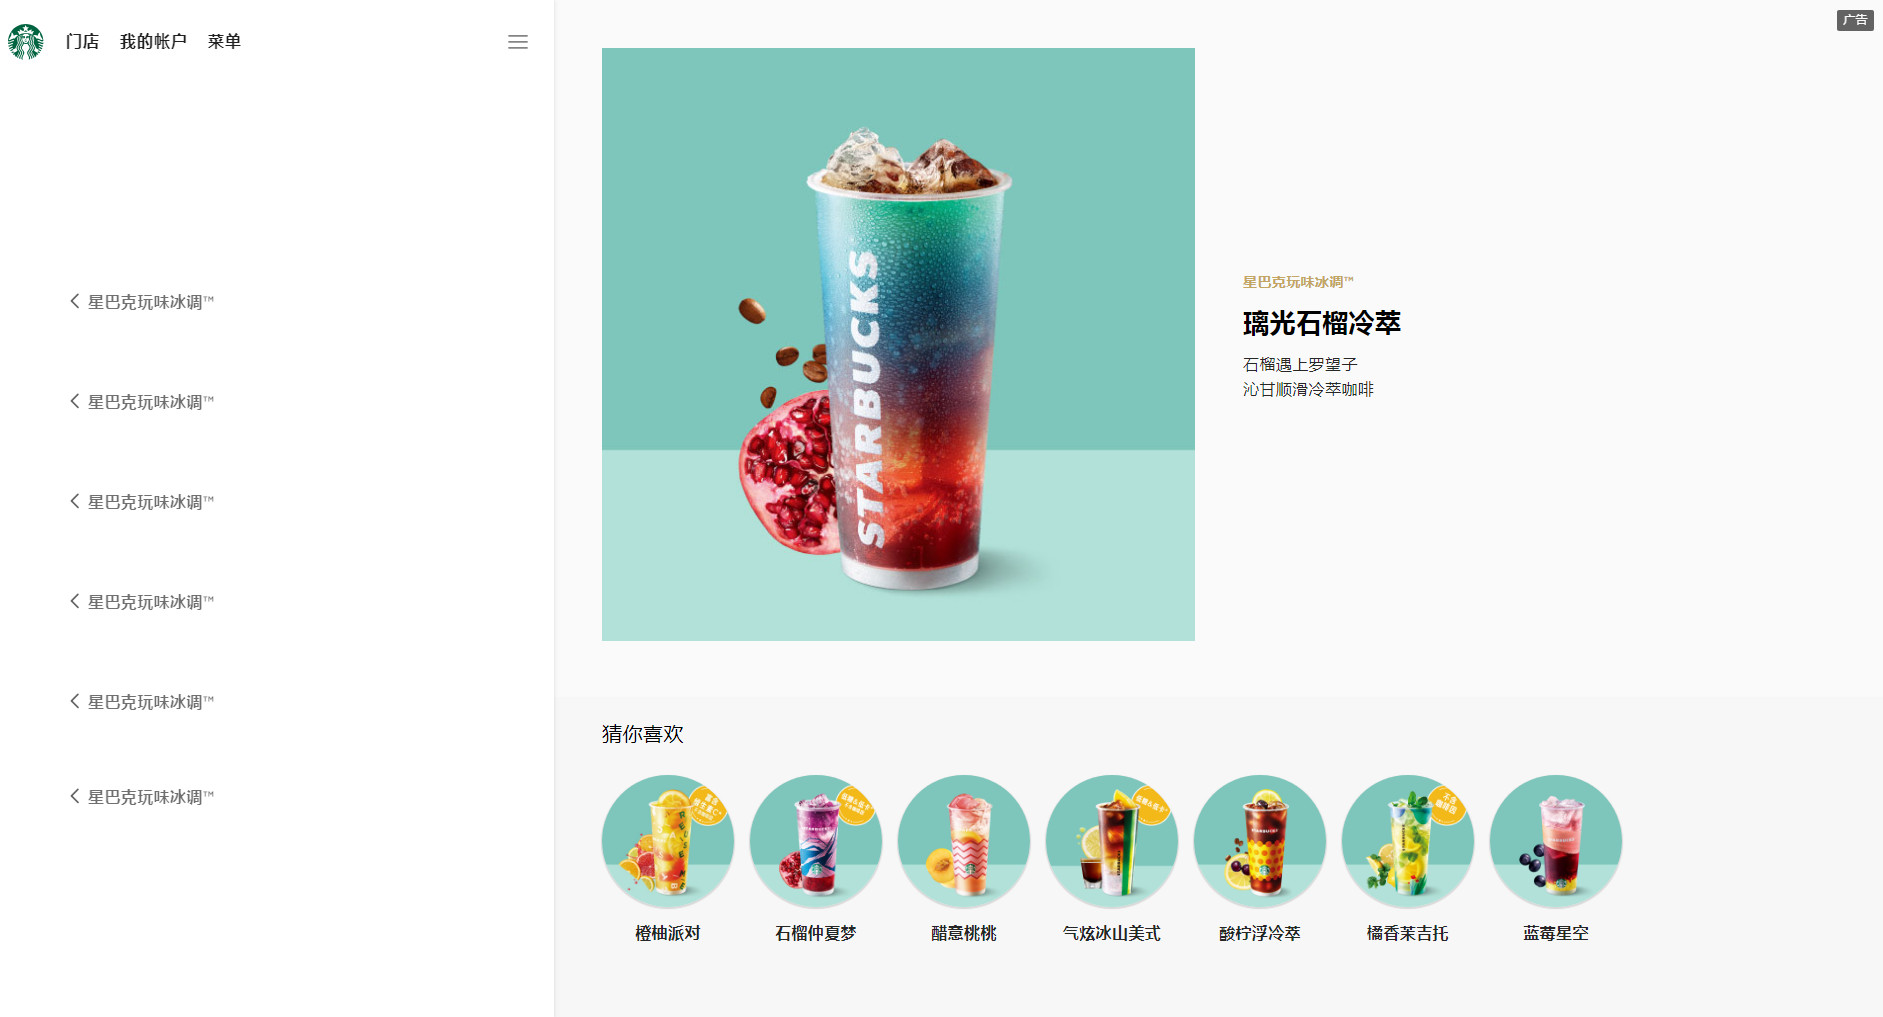 门店 我的帐户 菜单
广告
星巴克玩味冰调™
星巴克玩味冰调™
星巴克玩味冰调™
星巴克玩味冰调™
星巴克玩味冰调™
星巴克玩味冰调™
STARBUCKS
星巴克玩味冰调™
璃光石榴冷萃
石榴遇上罗望子
沁甘顺滑冷萃咖啡
猜你喜欢
橙柚派对 石榴仲夏梦 醋意桃桃 气炫冰山美式 酸柠浮冷萃 橘香茉吉托 蓝莓星空